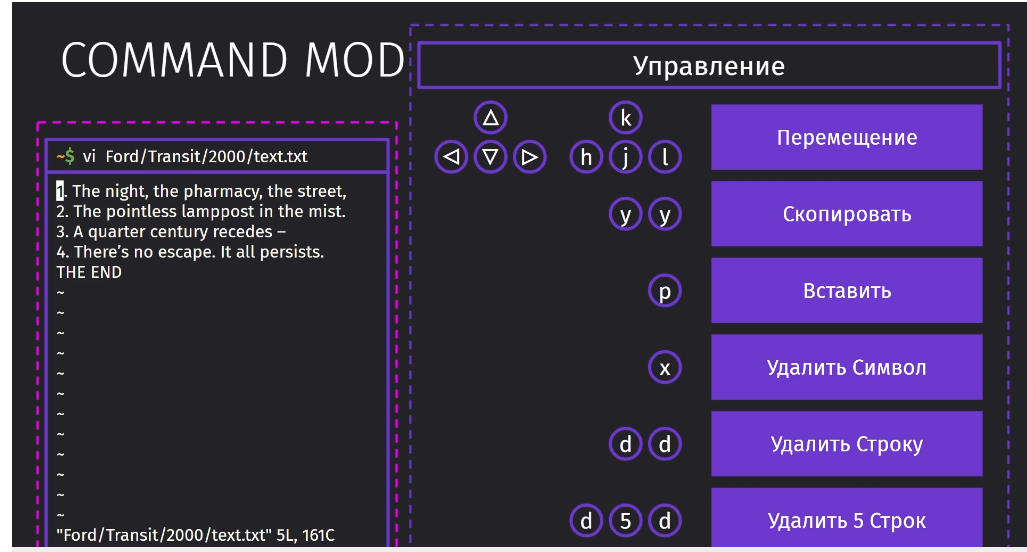 COMMAND MOD
~$ vi Ford/Transit/2000/text.txt
1. The night, the pharmacy, the street,
2. The pointless lamppost in the mist.
3. A quarter century recedes –
4. There’s no escape. It all persists.
THE END
~
~
~
~
~
~
~
~
~
~
~
~
"Ford/Transit/2000/text.txt" 5L, 161C
Управление
k
h j l
Перемещение
y y
Скопировать
p
Вставить
x
Удалить Символ
d d
Удалить Строку
d 5 d
Удалить 5 Строк